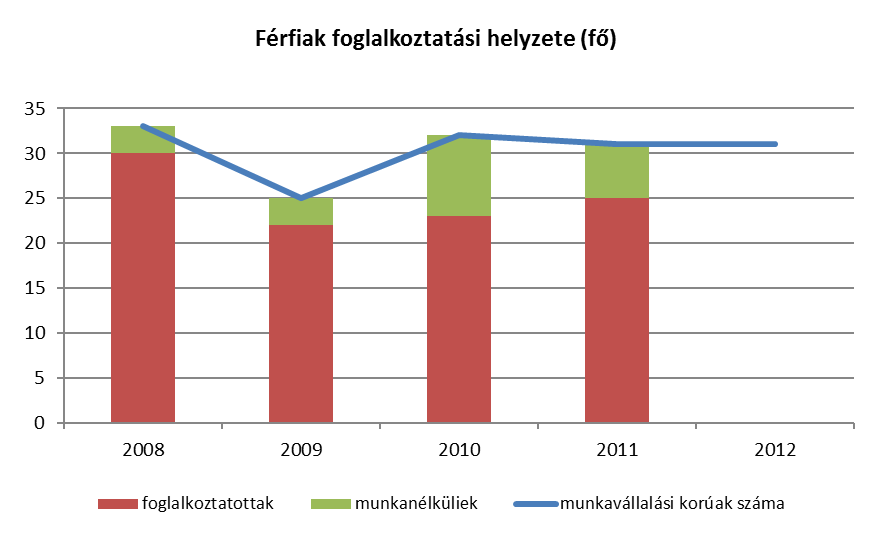 Férfiak foglalkoztatási helyzete (fő)
35
30
25
20
15
10
5
0
2008 2009 2010 2011 2012
foglalkoztatottak munkanélküliek munkavállalási korúak száma